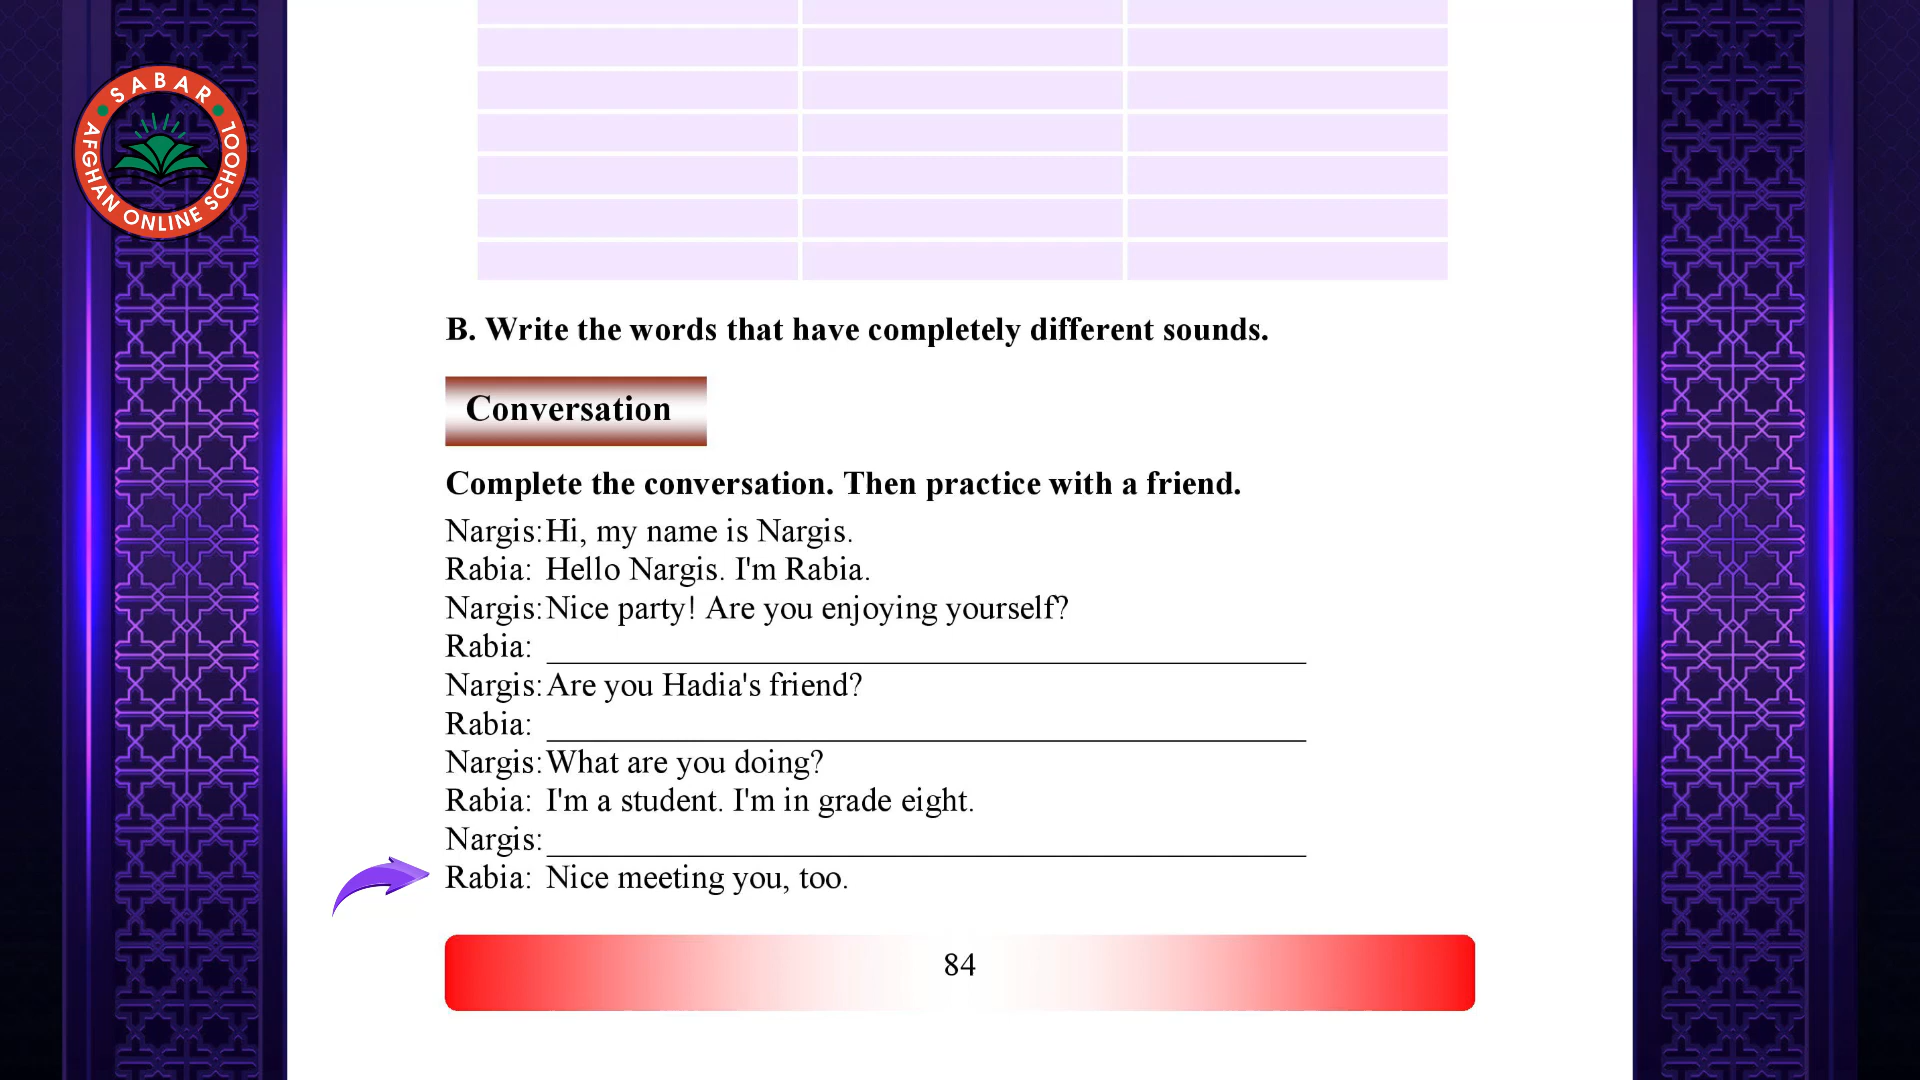 SABAR
AFGHAN ONLINE SCHOOL
B. Write the words that have completely different sounds.
Conversation
Complete the conversation. Then practice with a friend.
Nargis: Hi, my name is Nargis.
Rabia: Hello Nargis. I'm Rabia.
Nargis: Nice party! Are you enjoying yourself?
Rabia:
Nargis: Are you Hadia's friend?
Rabia:
Nargis: What are you doing?
Rabia: I'm a student. I'm in grade eight.
Nargis:
Rabia: Nice meeting you, too.
84